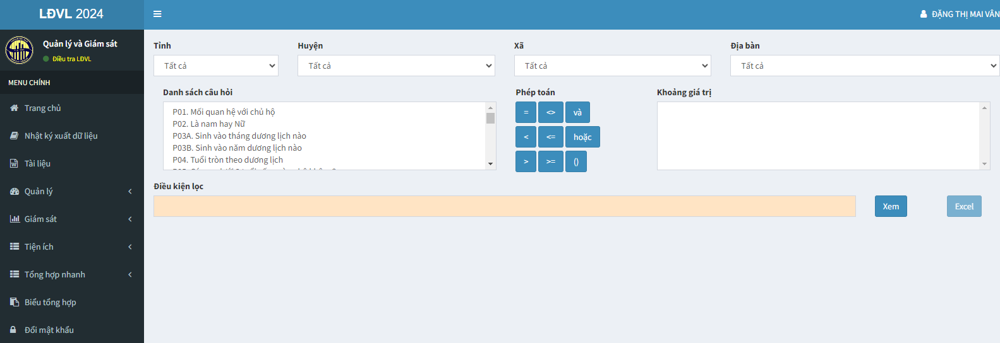 LĐVL 2024
ĐẶNG THỊ MAI VÂN
Quản lý và Giám sát
Điều tra LĐVL
MENU CHÍNH
Trang chủ
Nhật ký xuất dữ liệu
Tài liệu
Quản lý
Giám sát
Tiện ích
Tổng hợp nhanh
Biểu tổng hợp
Đổi mật khẩu
Tỉnh Huyện Xã Địa bàn
Tất cả Tất cả Tất cả Tất cả
Danh sách câu hỏi Phép toán Khoảng giá trị
P01. Mối quan hệ với chủ hộ
P02. Là nam hay Nữ
P03A. Sinh vào tháng dương lịch nào
P03B. Sinh vào năm dương lịch nào
P04. Tuổi tròn theo dương lịch
= <> và
< <= hoặc
> >= ()
Điều kiện lọc
Xem Excel